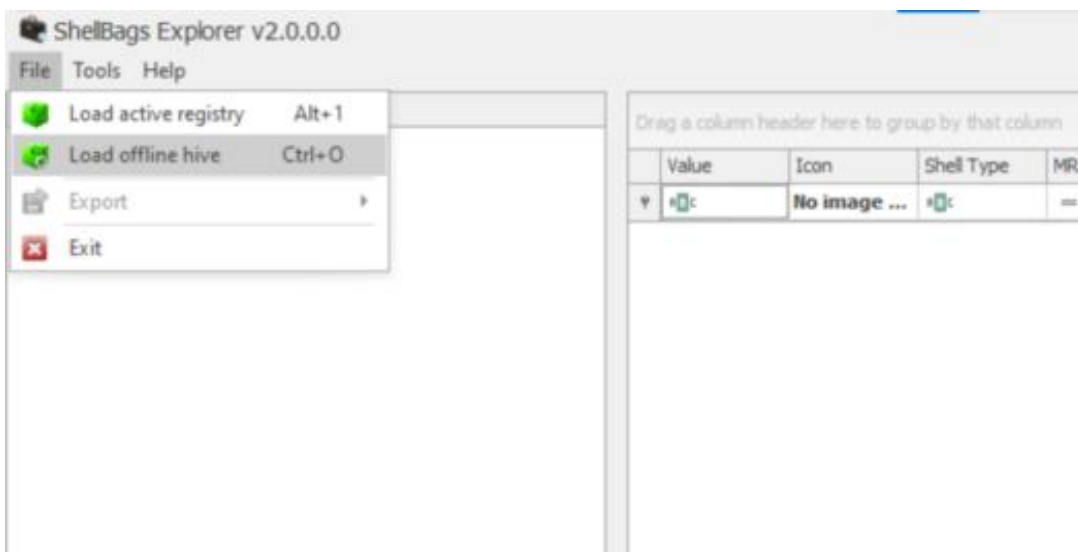 ShellBags Explorer v2.0.0.0
File Tools Help
Load active registry Alt+1
Load offline hive Ctrl+O
Export
Exit
Drag a column header here to group by that column
Value Icon Shell Type MR
No image ...